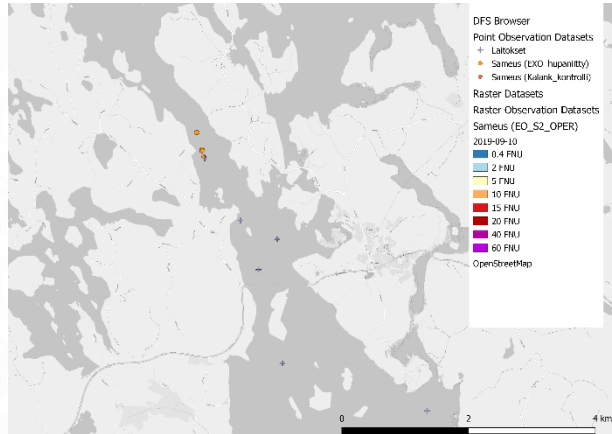 DFS Browser
Point Observation Datasets
Laitokset
Sameus (EXO_hupanitty)
Sameus (Kalank_kontrolli)
Raster Datasets
Raster Observation Datasets
Sameus (EO_S2_OPER)
2019-09-10
0.4 FNU
2 FNU
5 FNU
10 FNU
15 FNU
20 FNU
40 FNU
60 FNU
OpenStreetMap
0 2 4 km